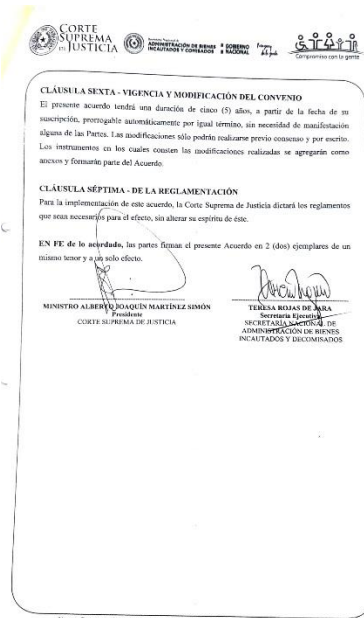 CORTE
SUPREMA
DE JUSTICIA
ADMINISTRACIÓN DE BIENES
INCAUTADOS Y COMISADOS
GOBIERNO
NACIONAL
Compromiso con la gente
CLÁUSULA SEXTA - VIGENCIA Y MODIFICACIÓN DEL CONVENIO
El presente acuerdo tendrá una duración de cinco (5) años, a partir de la fecha de su
suscripción, prorrogable automáticamente por igual término, sin necesidad de manifestación
alguna de las Partes. Las modificaciones sólo podrán realizarse previo consenso y por escrito.
Los instrumentos en los cuales consten las modificaciones realizadas se agregarán como
anexos y formarán parte del Acuerdo.
CLÁUSULA SÉPTIMA - DE LA REGLAMENTACIÓN
Para la implementación de este acuerdo, la Corte Suprema de Justicia dictará los reglamentos
que sean necesarios para el efecto, sin alterar su espíritu de éste.
EN FE de lo acordado, las partes firman el presente Acuerdo en 2 (dos) ejemplares de un
mismo tenor y a un solo efecto.
MINISTRO ALBERTO JOAQUÍN MARTÍNEZ SIMÓN
Presidente
CORTE SUPREMA DE JUSTICIA
TERESA ROJAS DE JARA
Secretaria Ejecutiva
SECRETARÍA NACIONAL DE
ADMINISTRACIÓN DE BIENES
INCAUTADOS Y DECOMISADOS